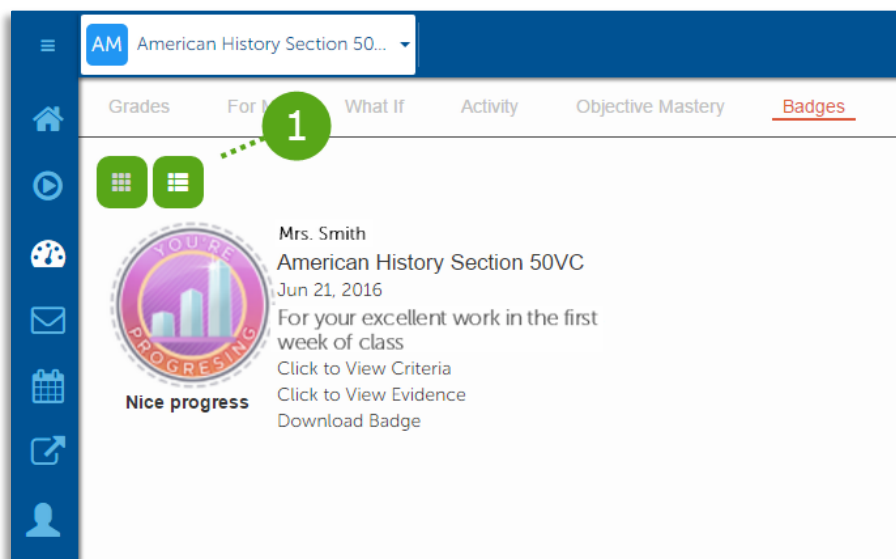 AM American History Section 50...
Grades For M What If Activity Objective Mastery Badges
1
YOU'RE
PROGRESING
Nice progress
Mrs. Smith
American History Section 50VC
Jun 21, 2016
For your excellent work in the first
week of class
Click to View Criteria
Click to View Evidence
Download Badge